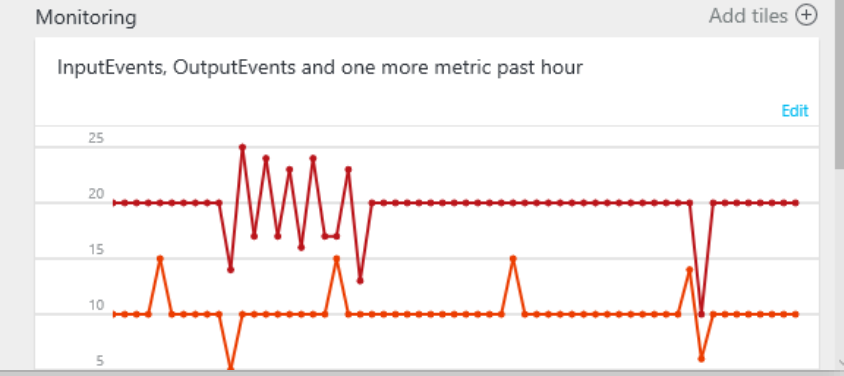 Monitoring
Add tiles
InputEvents, OutputEvents and one more metric past hour
Edit
25
20
15
10
5